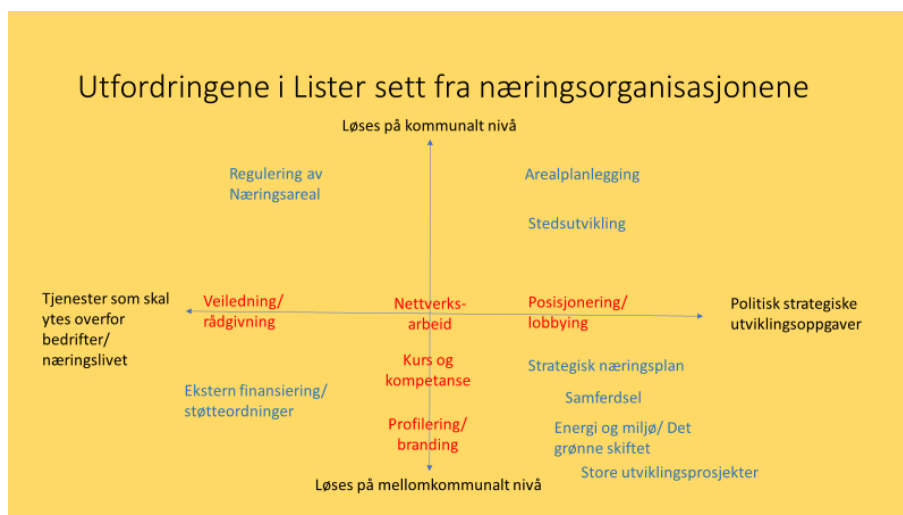 Utfordringene i Lister sett fra næringsorganisasjonene
Løses på kommunalt nivå
Regulering av
Næringsareal
Arealplanlegging
Stedsutvikling
Tjenester som skal
ytes overfor
bedrifter/
næringslivet
Veiledning/
rådgivning
Nettverks-
arbeid
Posisjonering/
lobbying
Politisk strategiske
utviklingsoppgaver
Kurs og
kompetanse
Strategisk næringsplan
Ekstern finansiering/
støtteordninger
Samferdsel
Profilering/
branding
Energi og miljø/ Det
grønne skiftet
Store utviklingsprosjekter
Løses på mellomkommunalt nivå